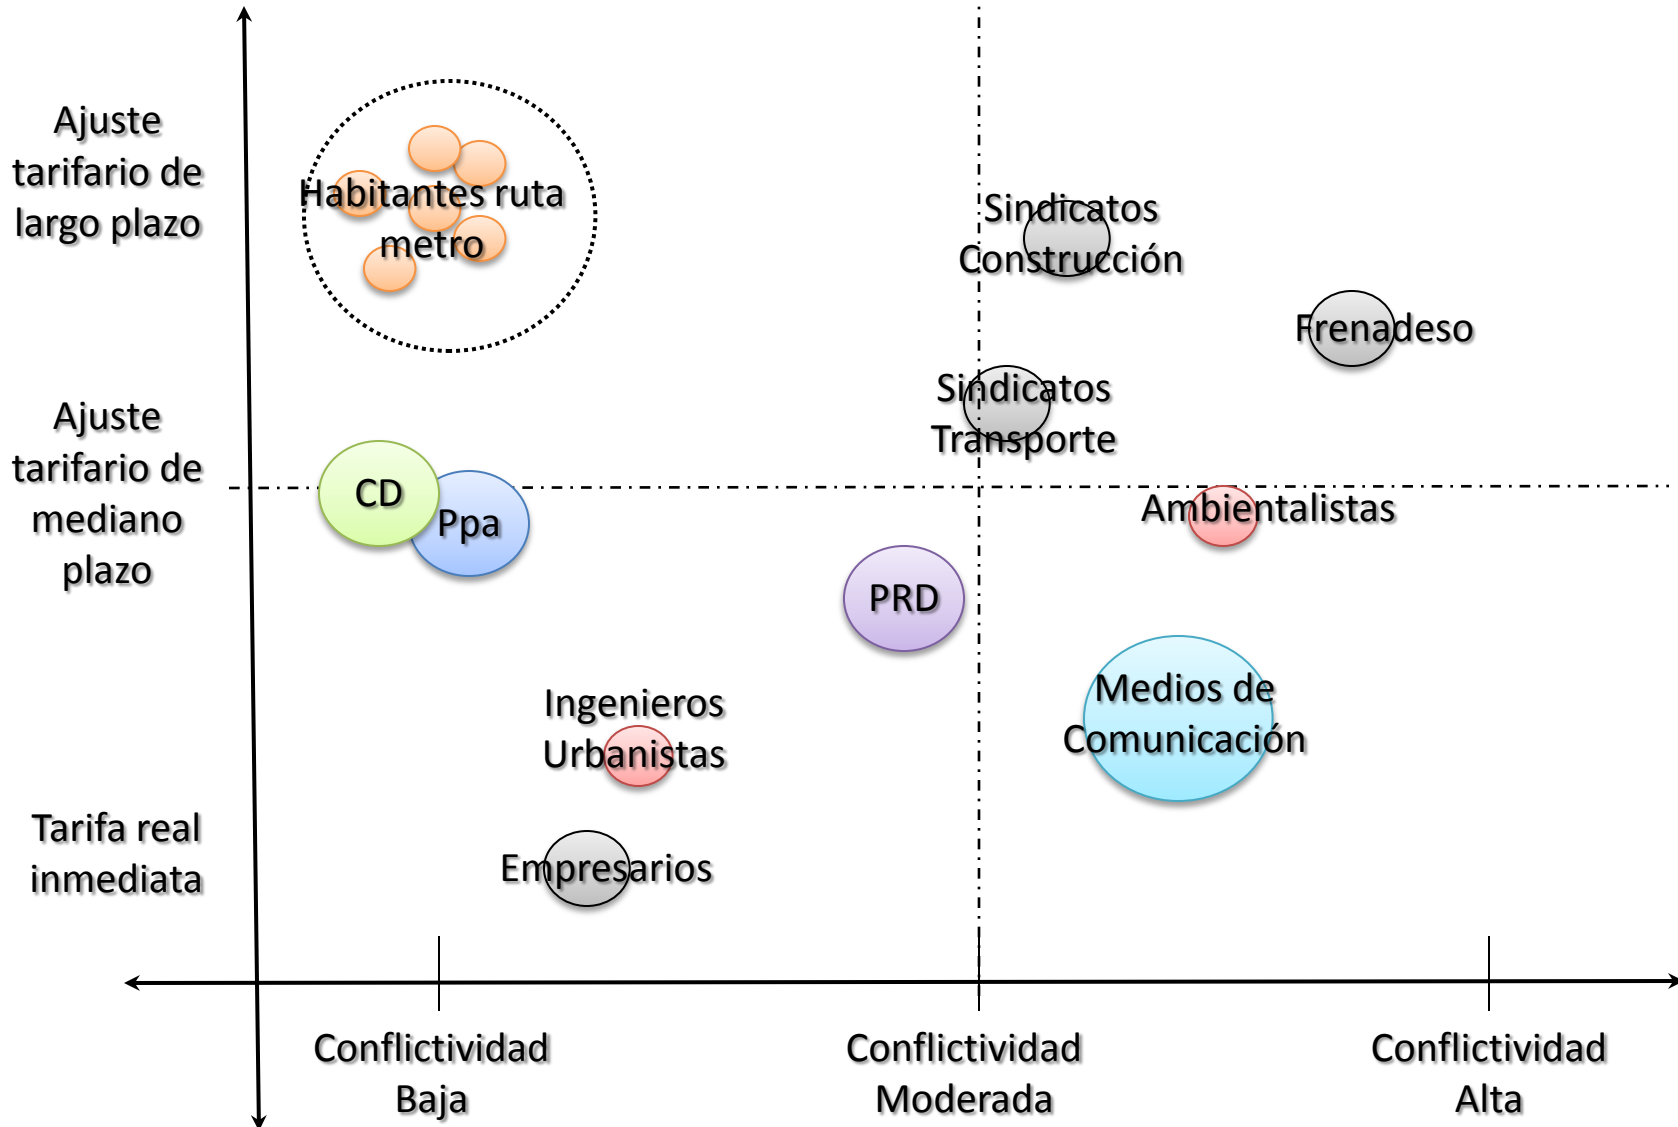 Ajuste
tarifario de
largo plazo
Habitantes ruta
metro
Sindicatos
Construcción
Frenadeso
Sindicatos
Transporte
Ajuste
tarifario de
mediano
plazo
CD
Ppa
Ambientalistas
PRD
Medios de
Comunicación
Ingenieros
Urbanistas
Tarifa real
inmediata
Empresarios
Conflictividad
Baja
Conflictividad
Moderada
Conflictividad
Alta